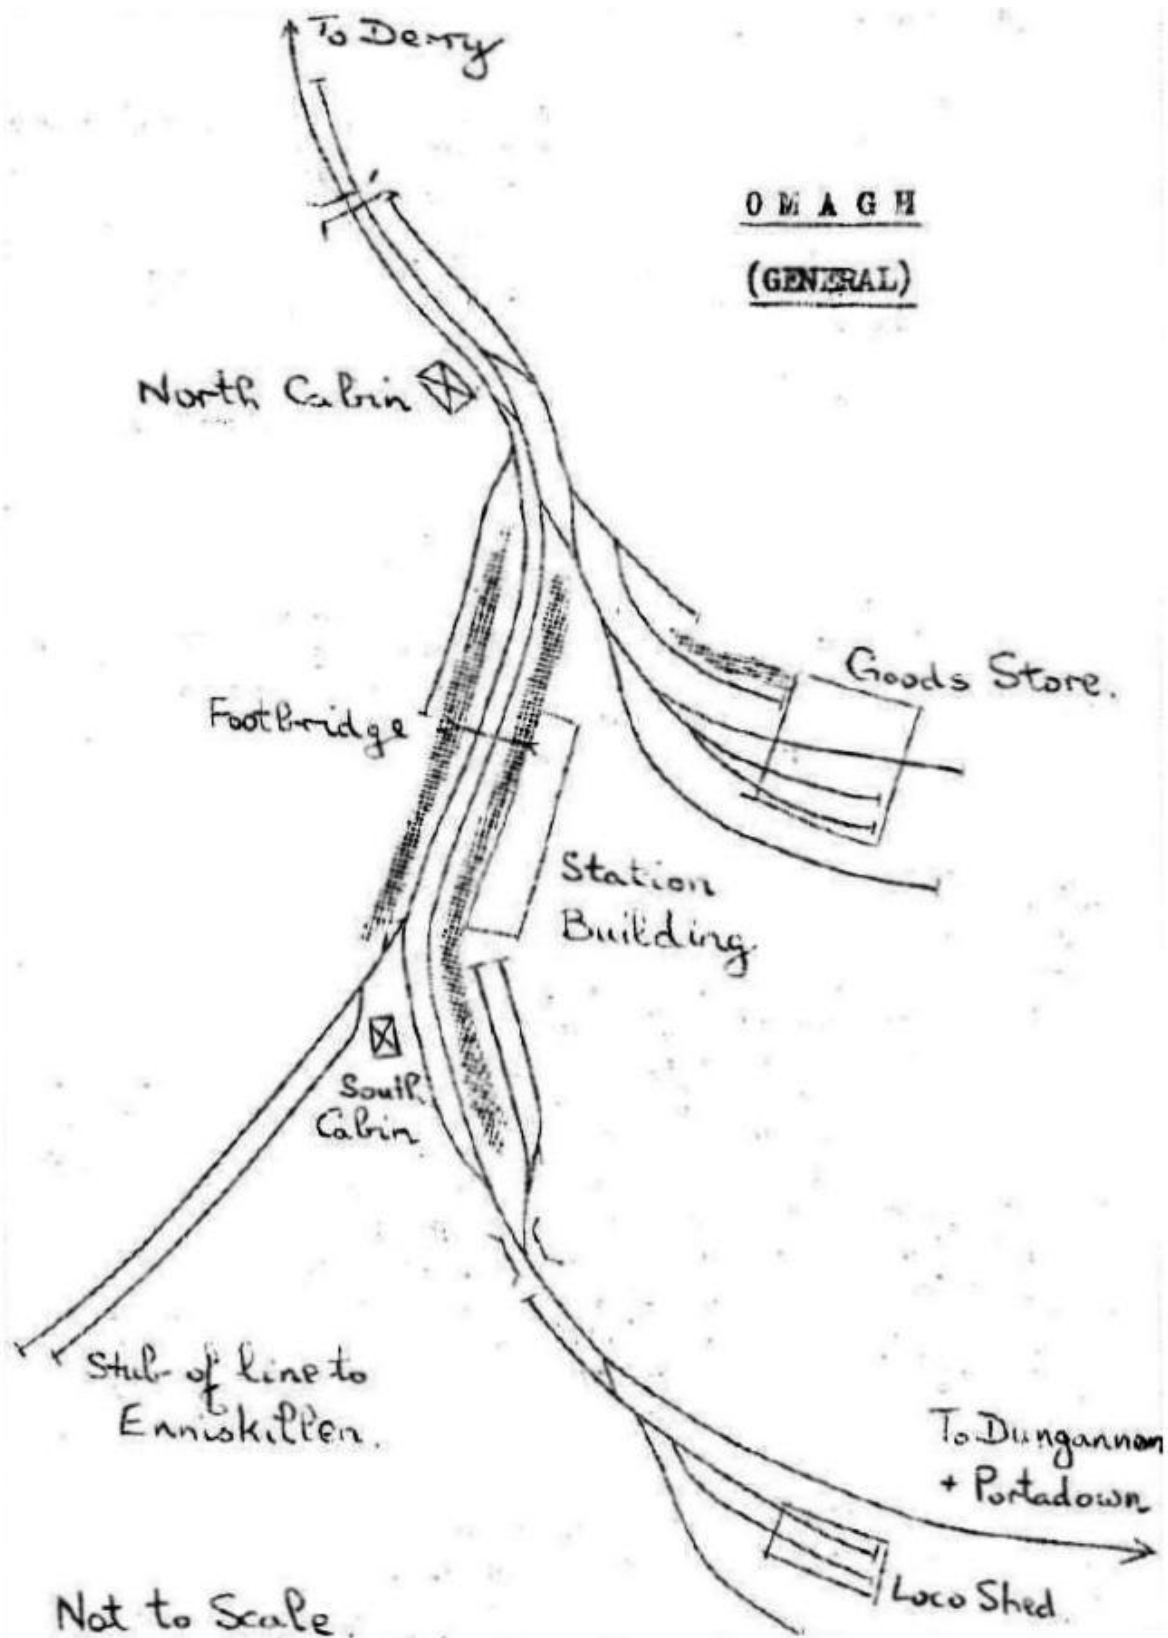 To Derry
O M A G H
(GENERAL)
North Cabin
Goods Store.
Footbridge
Station
Building
South
Cabin
Stub of line to
Enniskillen.
To Dungannon
+ Portadown
Loco Shed.
Not to Scale.